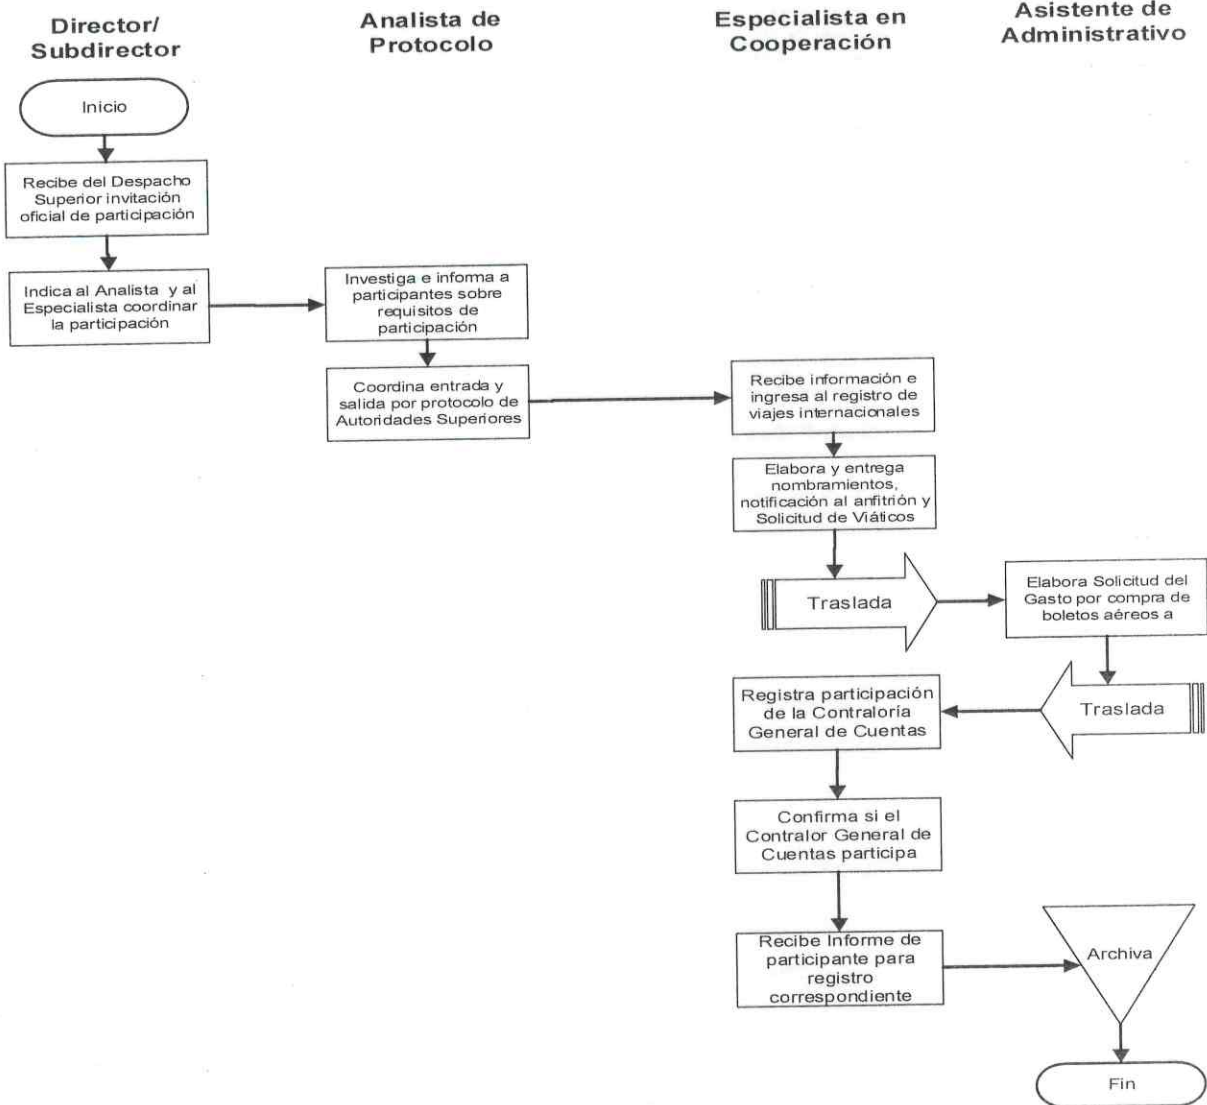 Director/
Subdirector
Analista de
Protocolo
Especialista en
Cooperación
Asistente de
Administrativo
Inicio
Recibe del Despacho
Superior invitación
oficial de participación
Indica al Analista y al
Especialista coordinar
la participación
Investiga e informa a
participantes sobre
requisitos de
participación
Coordina entrada y
salida por protocolo de
Autoridades Superiores
Recibe información e
ingresa al registro de
viajes internacionales
Elabora y entrega
nombramientos,
notificación al anfitrión y
Solicitud de Viáticos
Traslada
Elabora Solicitud del
Gasto por compra de
boletos aéreos a
Traslada
Registra participación
de la Contraloría
General de Cuentas
Confirma si el
Contralor General de
Cuentas participa
Recibe Informe de
participante para
registro
correspondiente
Archiva
Fin